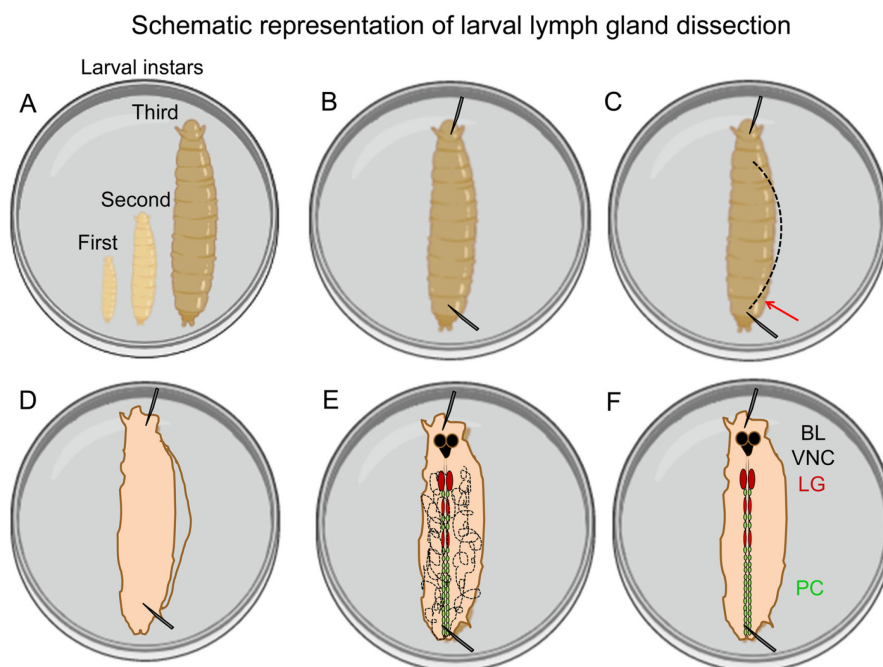 Schematic representation of larval lymph gland dissection
Larval instars
A
Third
Second
First
B
C
D
E
F
BL
VNC
LG
PC